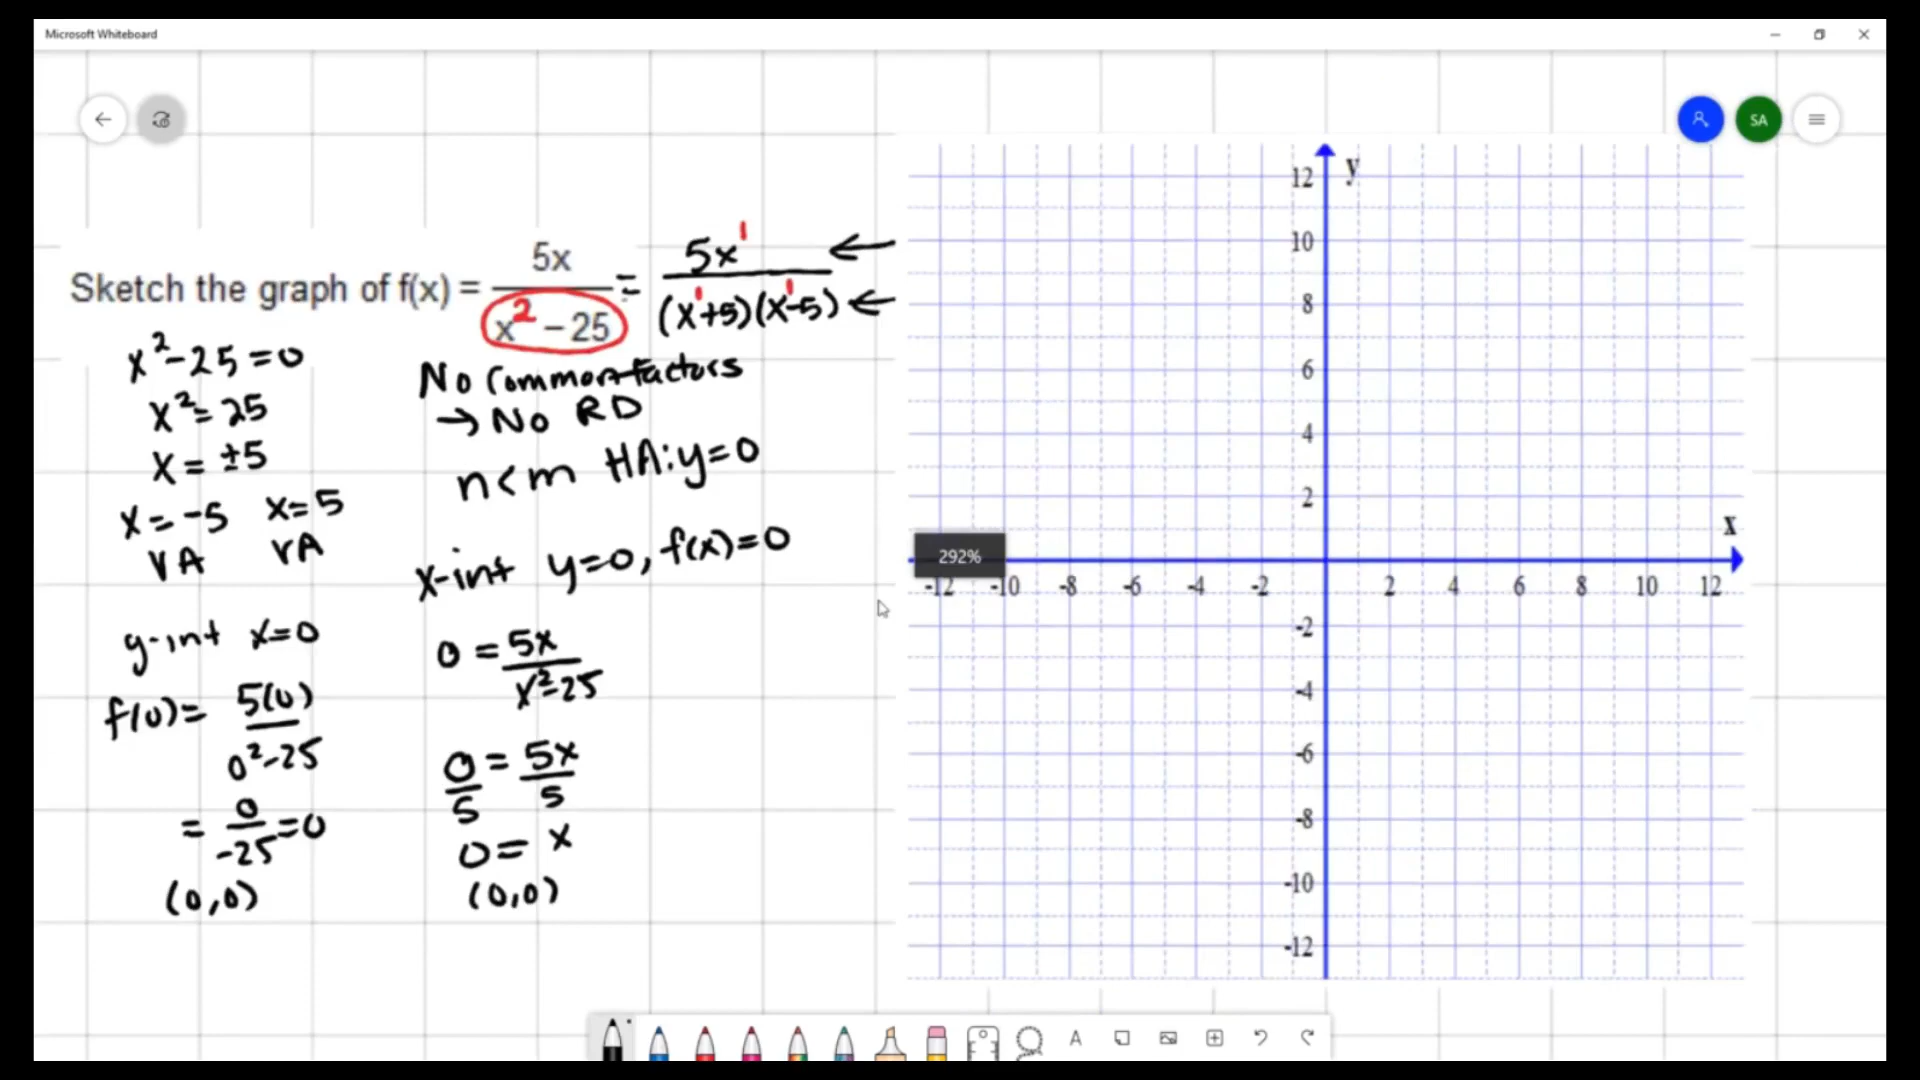 Microsoft Whiteboard
SA
Sketch the graph of f(x) = 5x / x² − 25 = 5x¹ / (x¹+5)(x¹-5)
x²-25=0
x²=25
x=±5
x=-5 x=5
VA VA
No Common factors
→ No RD
n<m HA: y=0
x-int y=0, f(x)=0
0 = 5x / x²-25
0/5 = 5x/5
0 = x
(0,0)
y-int x=0
f(0)= 5(0) / 0²-25
= 0/-25 = 0
(0,0)
292%
y
12
10
8
6
4
2
x
-12 -10 -8 -6 -4 -2 2 4 6 8 10 12
-2
-4
-6
-8
-10
-12
A